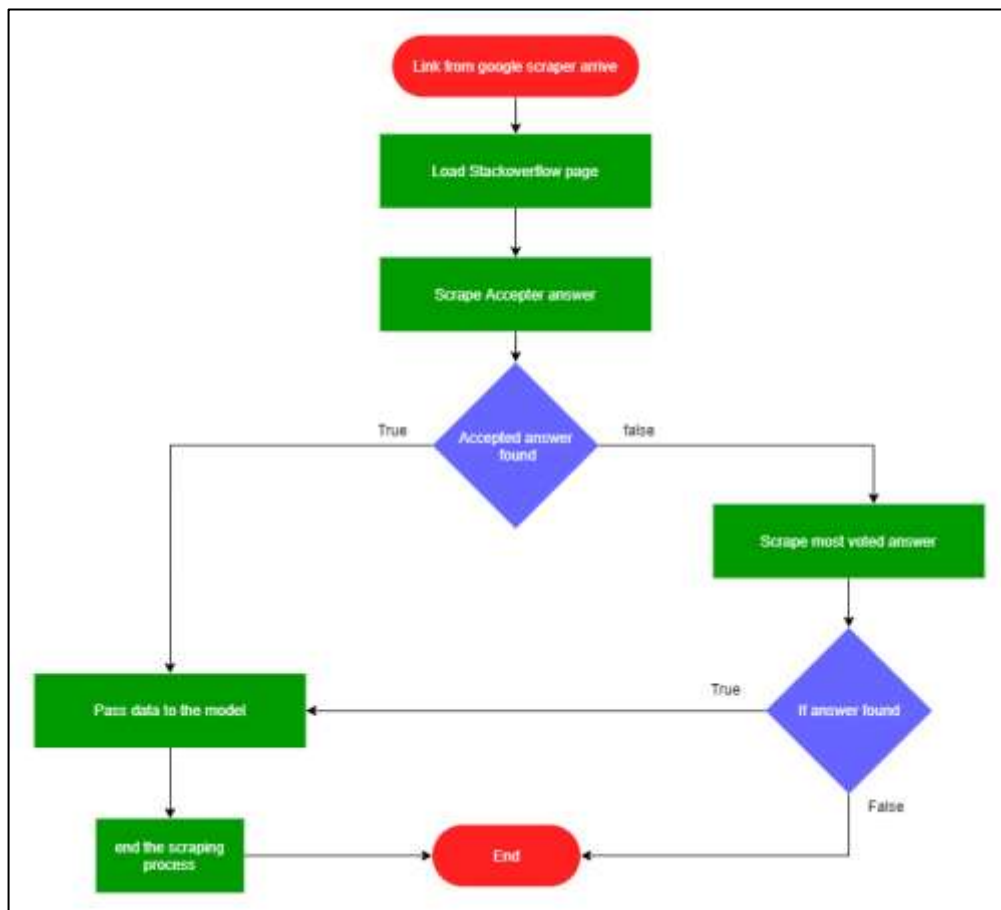 Link from google scraper arrive
Load Stackoverflow page
Scrape Accepter answer
True
Accepted answer
found
false
Scrape most voted answer
True
If answer found
Pass data to the model
False
end the scraping
process
End